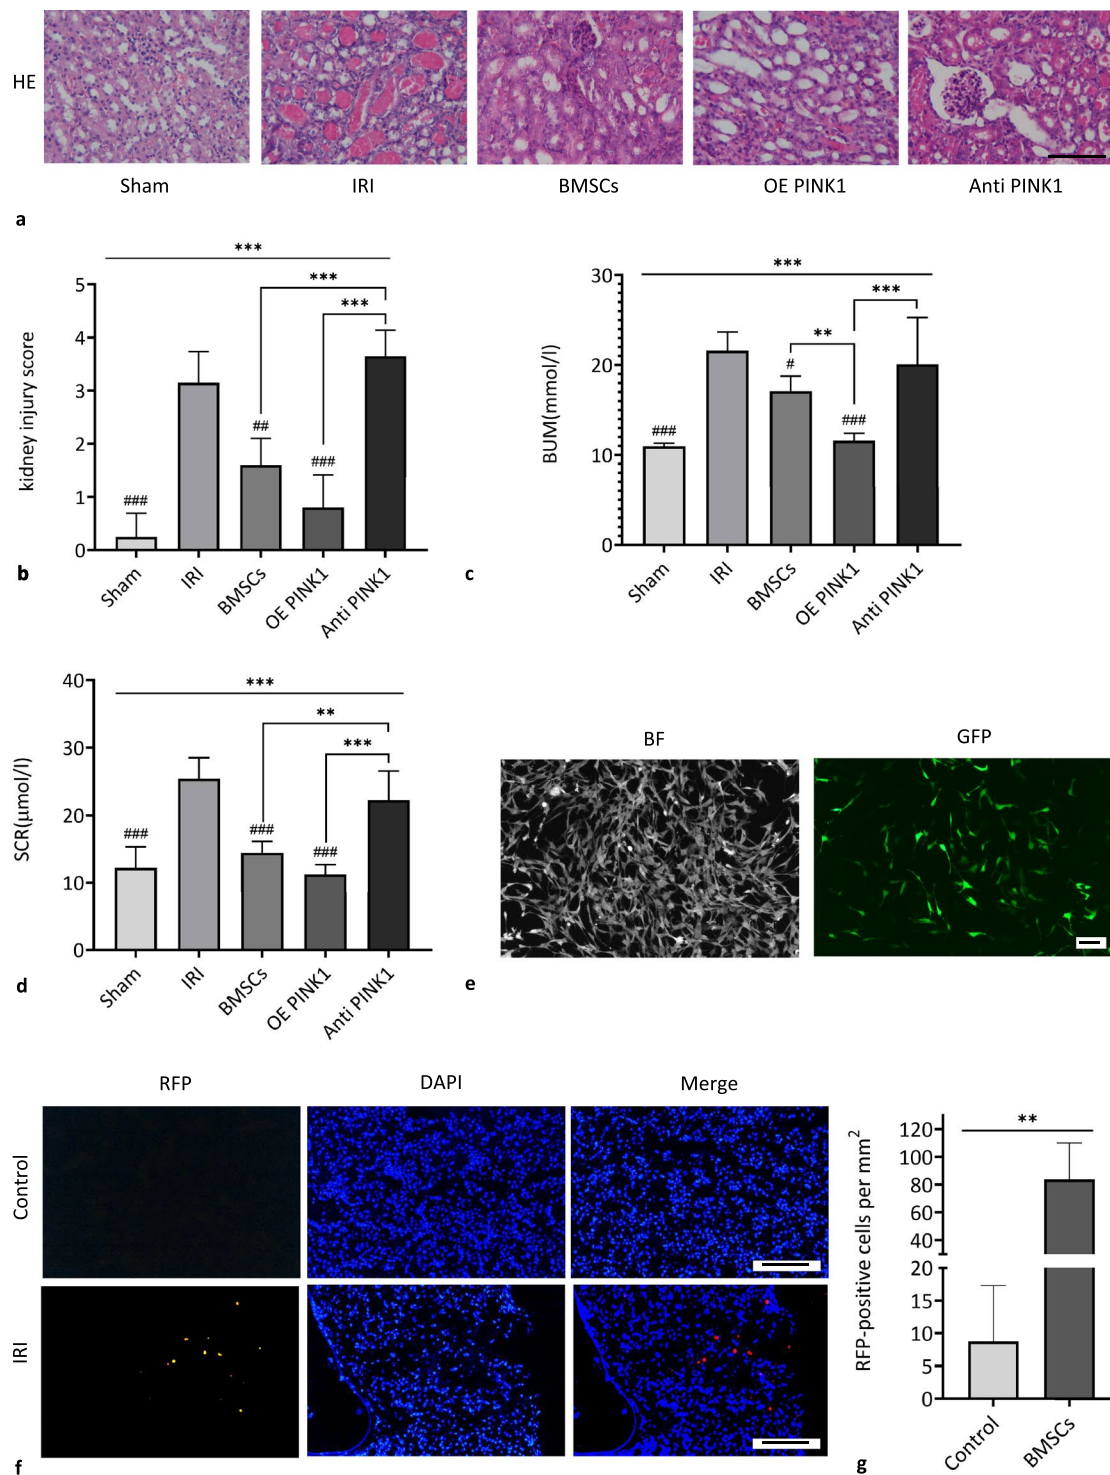 HE
Sham IRI BMSCs OE PINK1 Anti PINK1
a
***
***
***
kidney injury score
5
4
3
2
1
0
###
##
###
Sham IRI BMSCs OE PINK1 Anti PINK1
b
***
***
**
BUM(mmol/l)
30
20
10
0
###
#
###
Sham IRI BMSCs OE PINK1 Anti PINK1
c
***
**
***
SCR(μmol/l)
40
30
20
10
0
###
###
###
Sham IRI BMSCs OE PINK1 Anti PINK1
d
BF GFP
e
RFP DAPI Merge
Control
IRI
f
**
RFP-positive cells per mm²
120
100
80
60
40
20
15
10
5
0
Control BMSCs
g